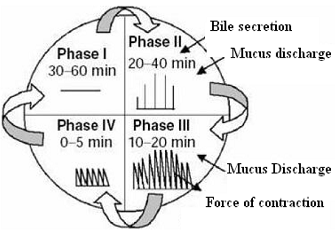 Phase I
30–60 min
Phase II
20–40 min
Bile secretion
Mucus discharge
Phase IV
0–5 min
Phase III
10–20 min
Mucus Discharge
Force of contraction